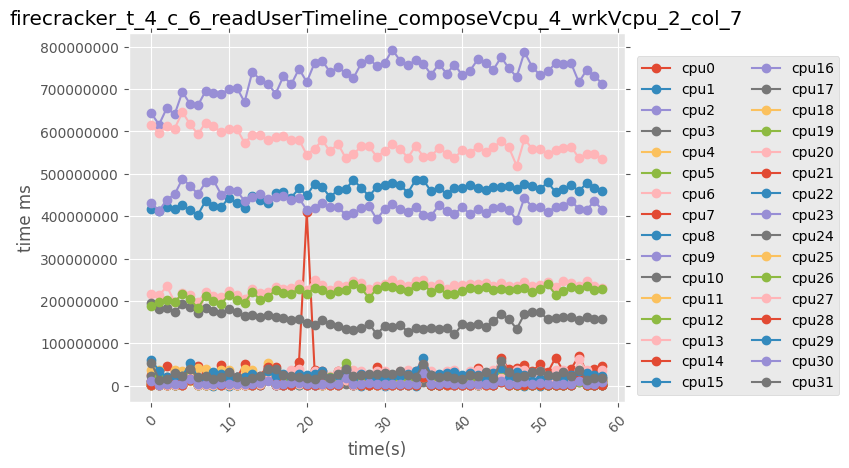 firecracker_t_4_c_6_readUserTimeline_composeVcpu_4_wrkVcpu_2_col_7
800000000
700000000
600000000
500000000
400000000
300000000
200000000
100000000
0
time ms
0
10
20
30
40
50
60
time(s)
cpu0
cpu1
cpu2
cpu3
cpu4
cpu5
cpu6
cpu7
cpu8
cpu9
cpu10
cpu11
cpu12
cpu13
cpu14
cpu15
cpu16
cpu17
cpu18
cpu19
cpu20
cpu21
cpu22
cpu23
cpu24
cpu25
cpu26
cpu27
cpu28
cpu29
cpu30
cpu31